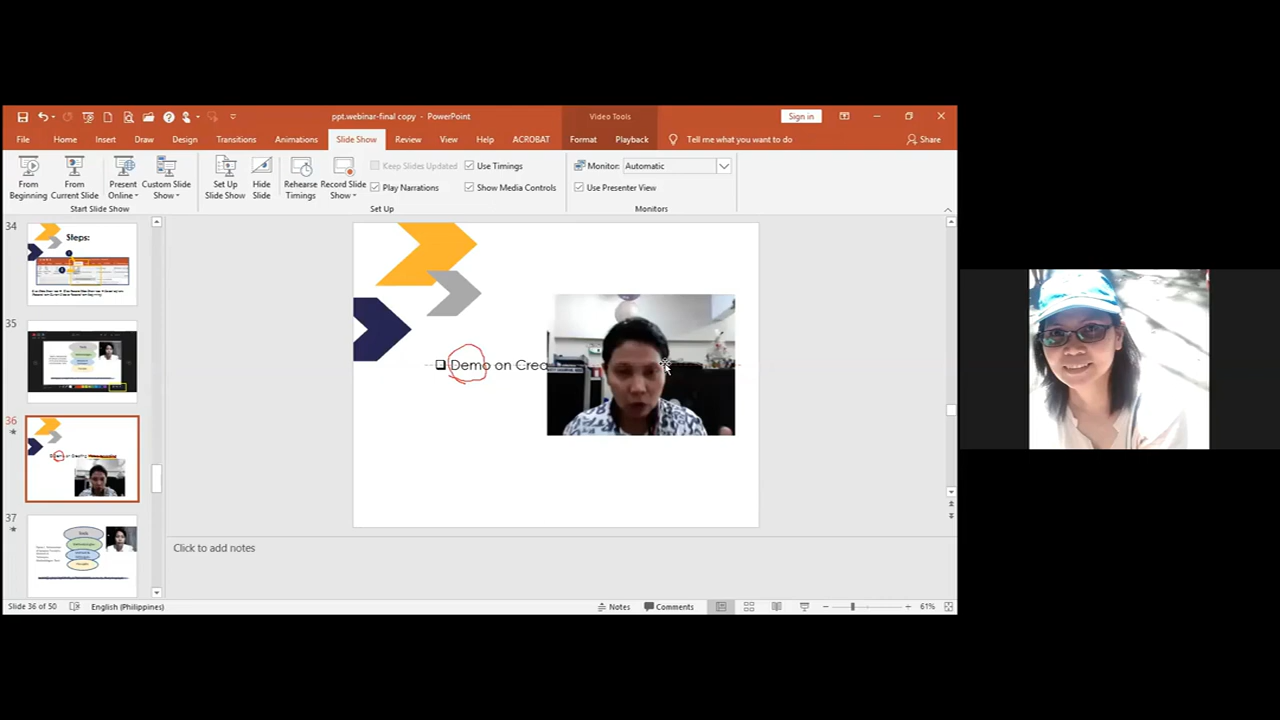 ppt.webinar-final copy - PowerPoint
Video Tools
Sign in
File Home Insert Draw Design Transitions Animations Slide Show Review View Help ACROBAT Format Playback Tell me what you want to do Share
From Beginning
From Current Slide
Present Online
Custom Slide Show
Set Up Slide Show
Hide Slide
Rehearse Timings
Record Slide Show
Keep Slides Updated
Play Narrations
Use Timings
Show Media Controls
Monitor: Automatic
Use Presenter View
Start Slide Show
Set Up
Monitors
34
Steps:
35
36
Demo on Creating
37
Demo on Crea
Click to add notes
Slide 36 of 50
English (Philippines)
Notes
Comments
61%